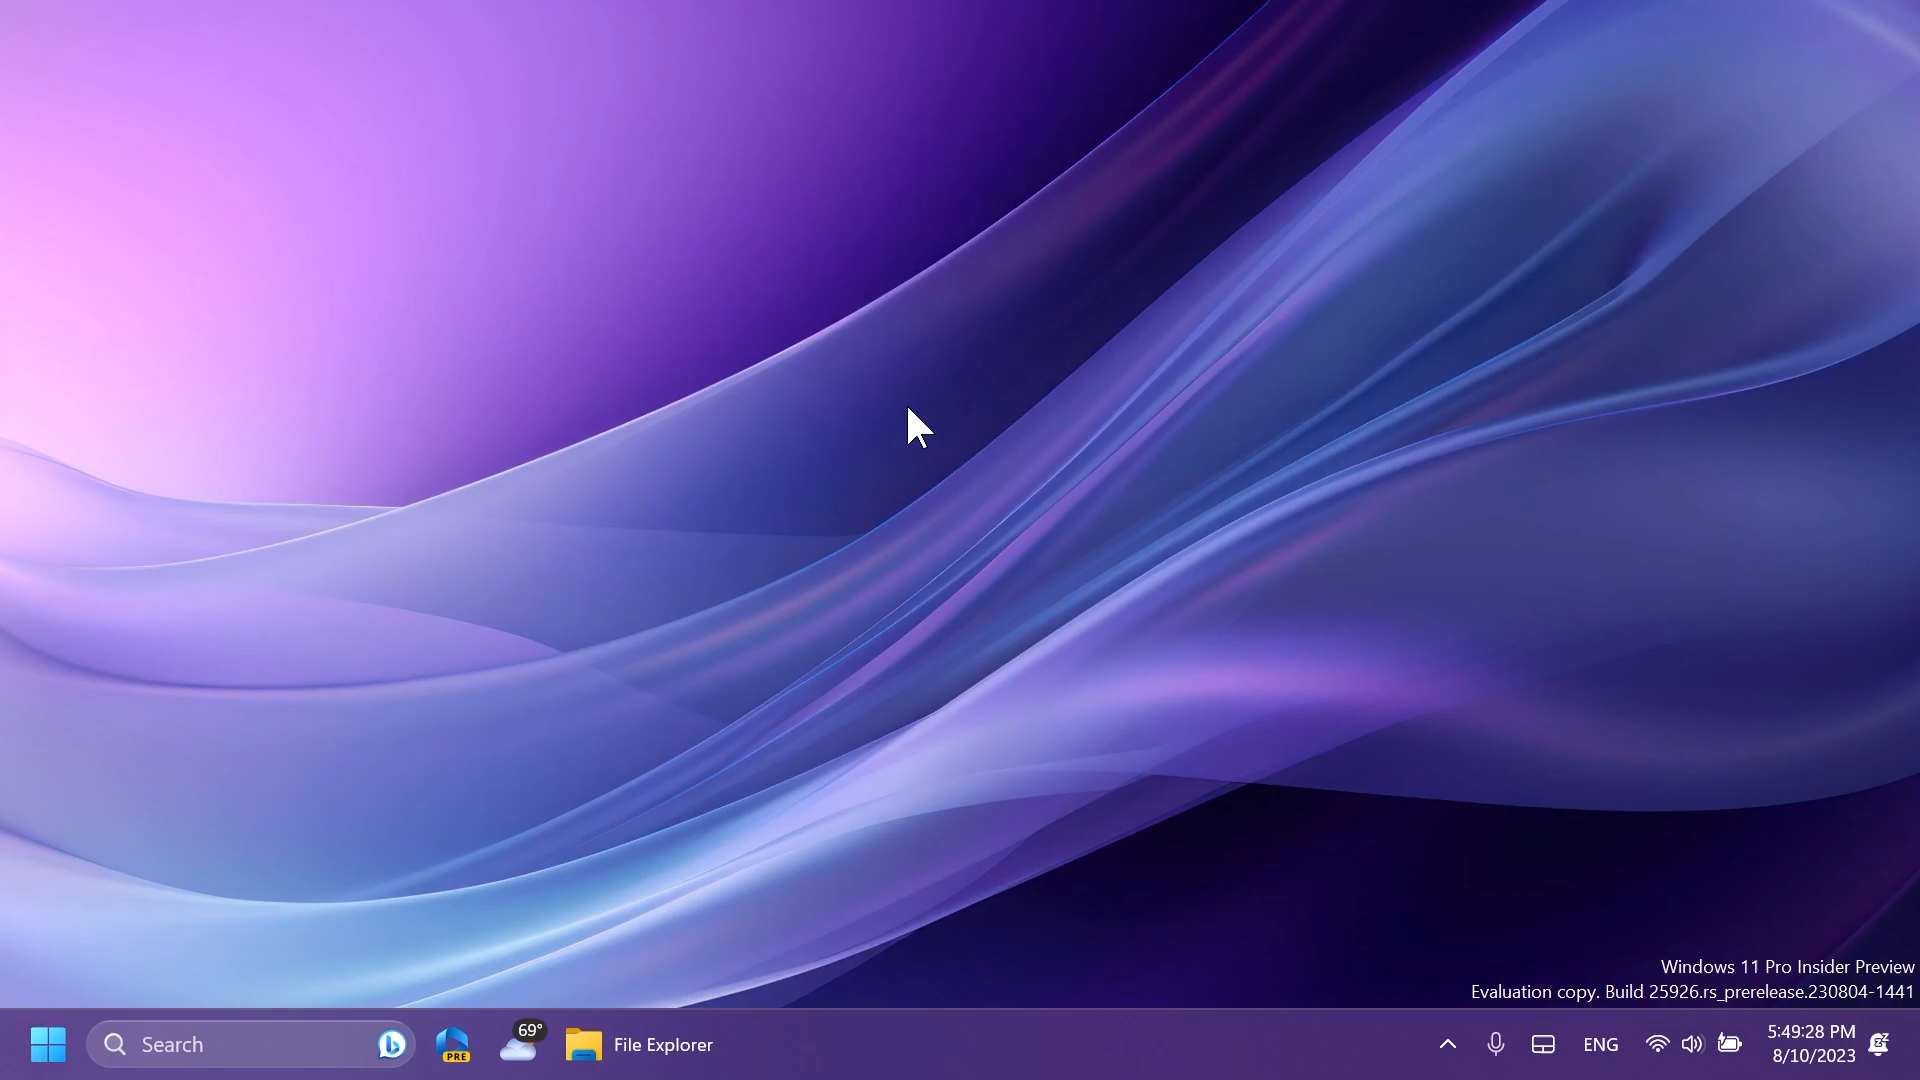 Windows 11 Pro Insider Preview
Evaluation copy. Build 25926.rs_prerelease.230804-1441
Search
PRE
69°
File Explorer
ENG
5:49:28 PM
8/10/2023